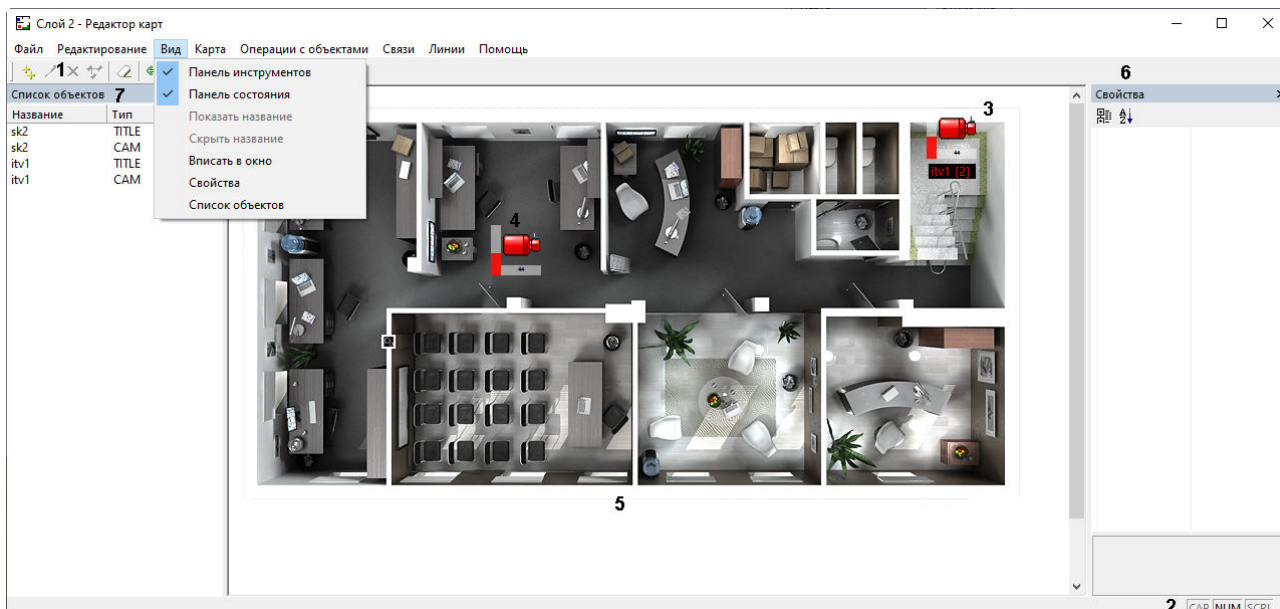 Слой 2 - Редактор карт
Файл Редактирование Вид Карта Операции с объектами Связи Линии Помощь
1
Панель инструментов
Панель состояния
Показать название
Скрыть название
Вписать в окно
Свойства
Список объектов
Список объектов 7
Название Тип
sk2 TITLE
sk2 CAM
itv1 TITLE
itv1 CAM
3
44
itv1 [2]
4
44
5
6
Свойства
2 CAP NUM SCRL